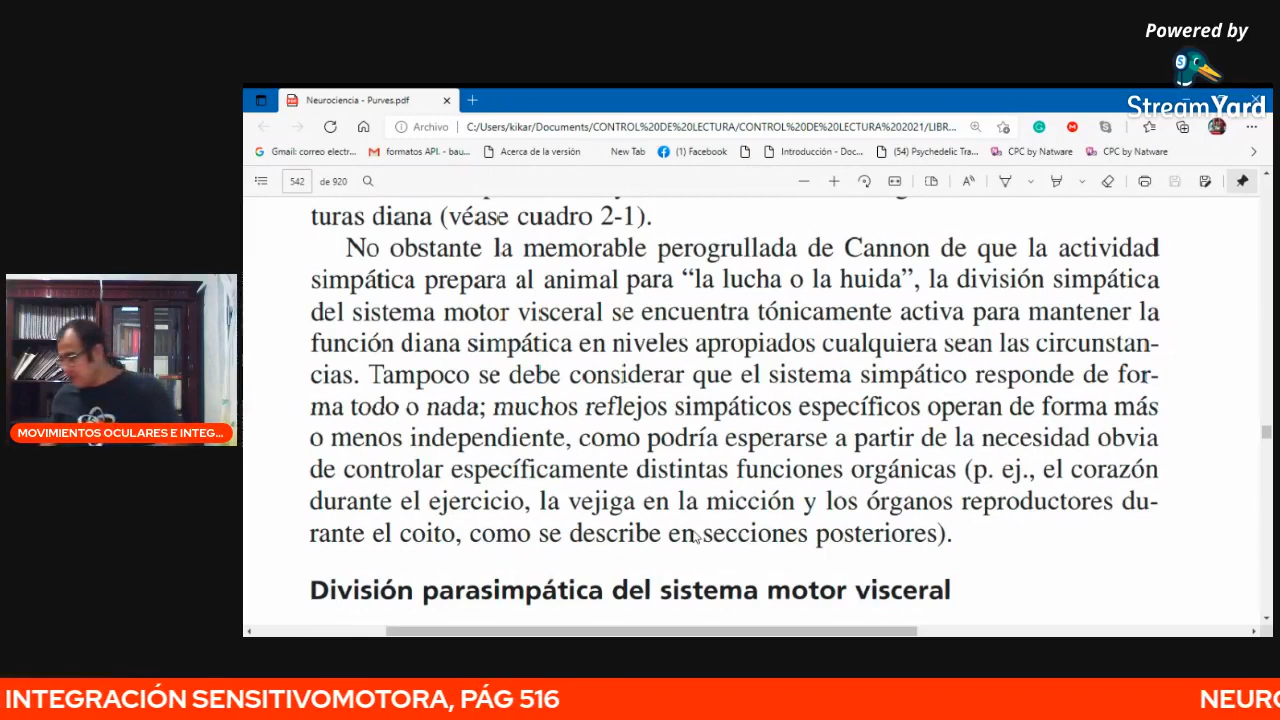 Powered by
StreamYard
Neurociencia - Purves.pdf
Archivo C:/Users/kikar/Documents/CONTROL%20DE%20LECTURA/CONTROL%20DE%20LECTURA%202021/LIBR...
Gmail: correo electr... formatos API. - bau... Acerca de la versión New Tab (1) Facebook Introducción - Doc... (54) Psychedelic Tra... CPC by Natware CPC by Natware
542 de 920
turas diana (véase cuadro 2-1).
No obstante la memorable perogrullada de Cannon de que la actividad
simpática prepara al animal para “la lucha o la huida”, la división simpática
del sistema motor visceral se encuentra tónicamente activa para mantener la
función diana simpática en niveles apropiados cualquiera sean las circunstan-
cias. Tampoco se debe considerar que el sistema simpático responde de for-
ma todo o nada; muchos reflejos simpáticos específicos operan de forma más
o menos independiente, como podría esperarse a partir de la necesidad obvia
de controlar específicamente distintas funciones orgánicas (p. ej., el corazón
durante el ejercicio, la vejiga en la micción y los órganos reproductores du-
rante el coito, como se describe en secciones posteriores).
División parasimpática del sistema motor visceral
MOVIMIENTOS OCULARES E INTEG...
INTEGRACIÓN SENSITIVOMOTORA, PÁG 516
NEURO